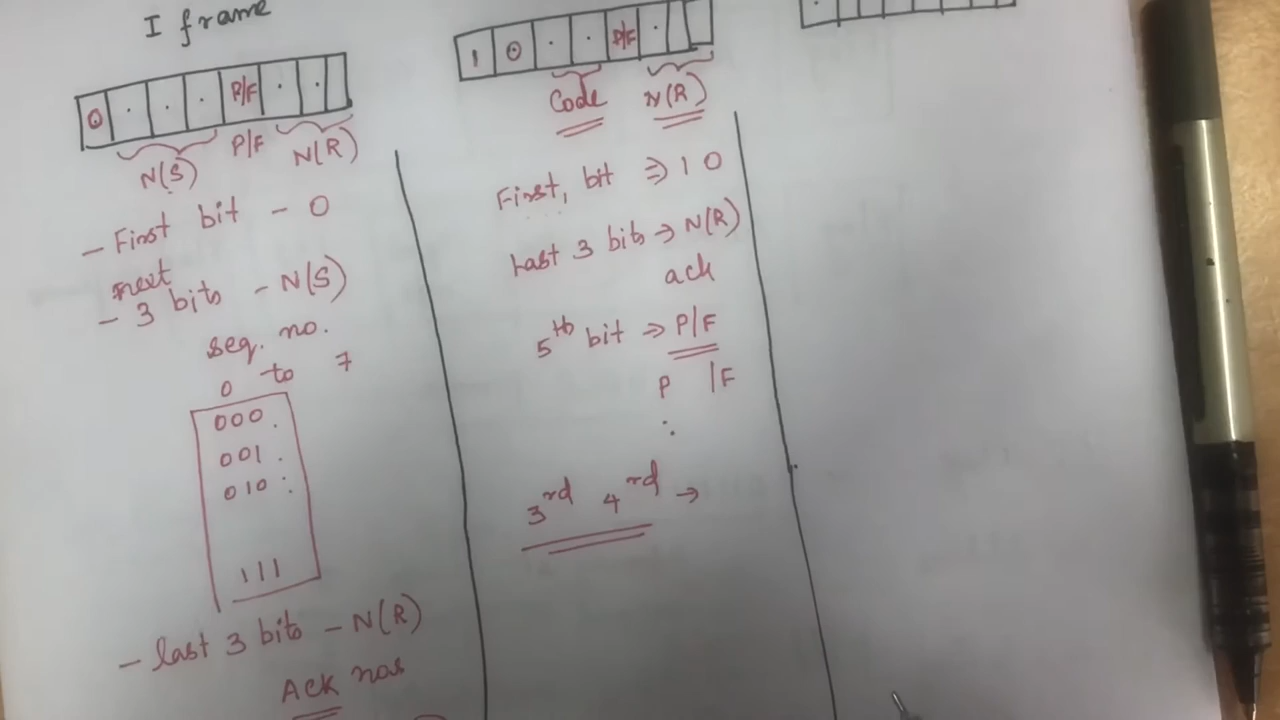 I frame
0 . . . P/F . .
N(S) P/F N(R)
- First bit - 0
next
- 3 bits - N(S)
seq. no.
0 to 7
000
001
010
111
- last 3 bits - N(R)
Ack nos
1 0 . . P/F .
Code N(R)
First, bit ⇒ 1 0
Last 3 bits → N(R)
ack
5th bit → P/F
P /F
3rd 4rd →